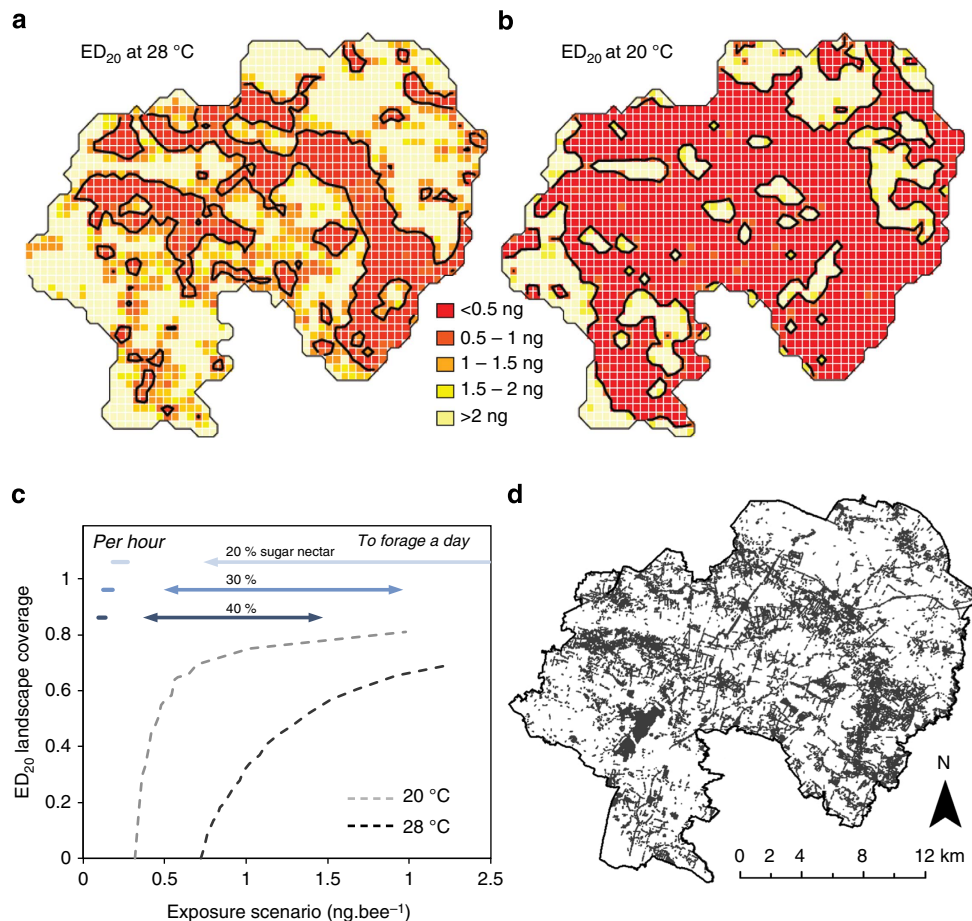 a
b
ED20 at 28 °C
ED20 at 20 °C
<0.5 ng
0.5 – 1 ng
1 – 1.5 ng
1.5 – 2 ng
>2 ng
c
d
Per hour
To forage a day
20 % sugar nectar
30 %
40 %
ED20 landscape coverage
1
0.8
0.6
0.4
0.2
0
20 °C
28 °C
0 0.5 1 1.5 1 2.5
Exposure scenario (ng.bee–1)
N
0 2 4 8 12 km